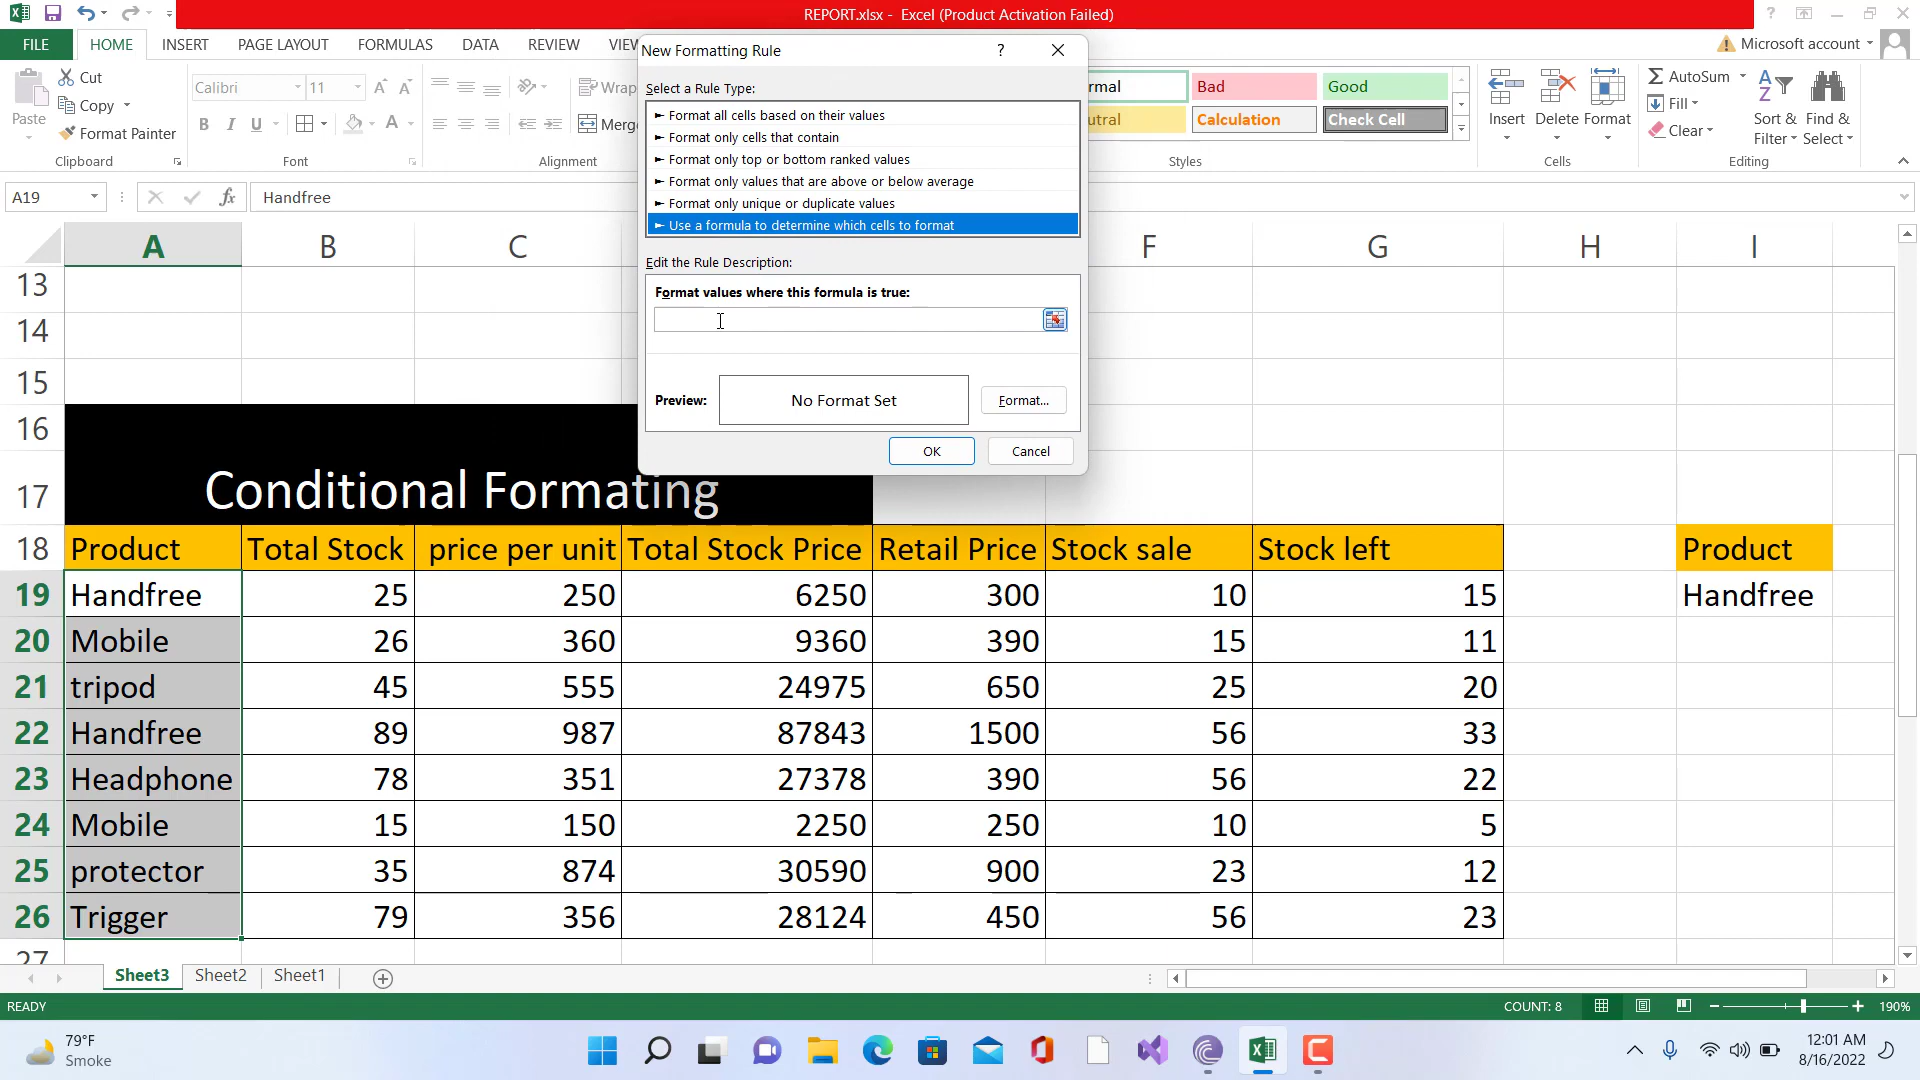 REPORT.xlsx - Excel (Product Activation Failed)
FILE HOME INSERT PAGE LAYOUT FORMULAS DATA REVIEW VIEW Microsoft account
Paste
Cut
Copy
Format Painter
Clipboard
Calibri 11
B I U
Font
Wrap
Merg
Alignment
rmal Bad Good
utral Calculation Check Cell
Styles
Insert Delete Format
Cells
AutoSum
Fill
Clear
Sort & Filter
Find & Select
Editing
New Formatting Rule
Select a Rule Type:
► Format all cells based on their values
► Format only cells that contain
► Format only top or bottom ranked values
► Format only values that are above or below average
► Format only unique or duplicate values
► Use a formula to determine which cells to format
Edit the Rule Description:
Format values where this formula is true:
Preview: No Format Set Format...
OK Cancel
A19 fx Handfree
A B C F G H I
13
14
15
16
17 Conditional Formating
18 Product Total Stock price per unit Total Stock Price Retail Price Stock sale Stock left Product
19 Handfree 25 250 6250 300 10 15 Handfree
20 Mobile 26 360 9360 390 15 11
21 tripod 45 555 24975 650 25 20
22 Handfree 89 987 87843 1500 56 33
23 Headphone 78 351 27378 390 56 22
24 Mobile 15 150 2250 250 10 5
25 protector 35 874 30590 900 23 12
26 Trigger 79 356 28124 450 56 23
27
Sheet3 Sheet2 Sheet1
READY COUNT: 8 190%
79°F
Smoke
12:01 AM
8/16/2022